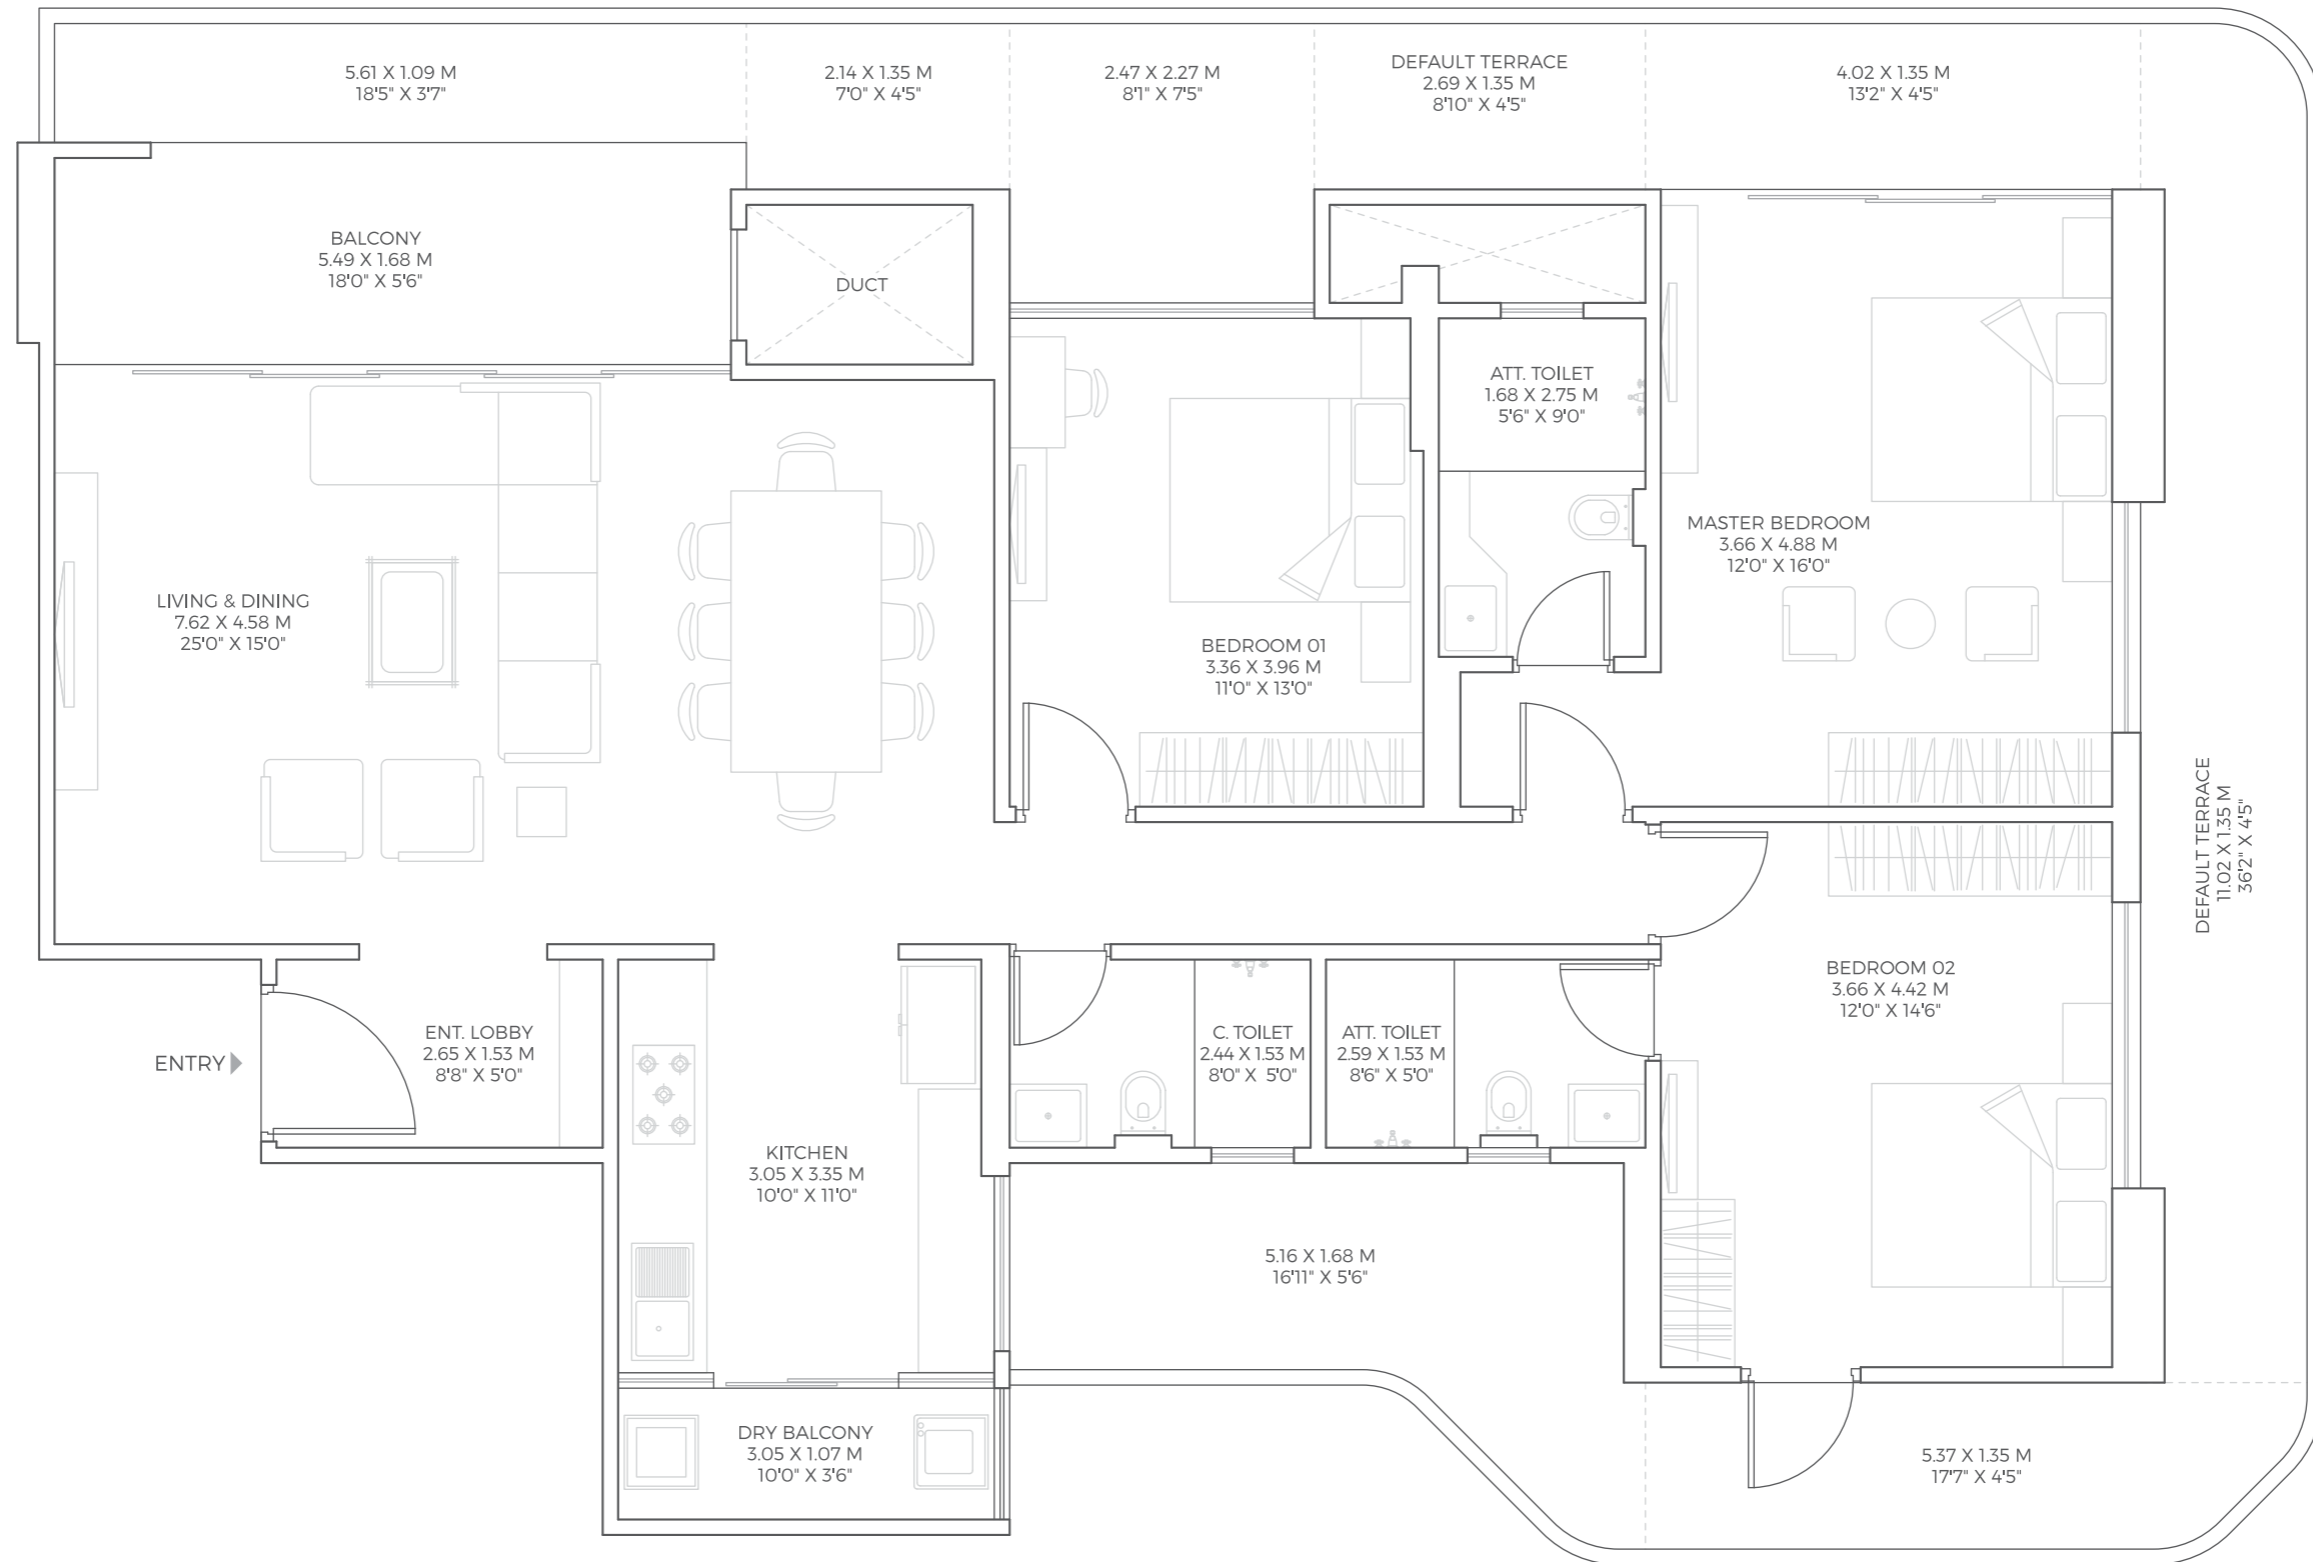 5.61 X 1.09 M
18'5" X 3'7"
2.14 X 1.35 M
7'0" X 4'5"
2.47 X 2.27 M
8'1" X 7'5"
DEFAULT TERRACE
2.69 X 1.35 M
8'10" X 4'5"
4.02 X 1.35 M
13'2" X 4'5"
BALCONY
5.49 X 1.68 M
18'0" X 5'6"
DUCT
ATT. TOILET
1.68 X 2.75 M
5'6" X 9'0"
MASTER BEDROOM
3.66 X 4.88 M
12'0" X 16'0"
LIVING & DINING
7.62 X 4.58 M
25'0" X 15'0"
BEDROOM 01
3.36 X 3.96 M
11'0" X 13'0"
DEFAULT TERRACE
11.02 X 1.35 M
36'2" X 4'5"
BEDROOM 02
3.66 X 4.42 M
12'0" X 14'6"
ENTRY
ENT. LOBBY
2.65 X 1.53 M
8'8" X 5'0"
C. TOILET
2.44 X 1.53 M
8'0" X 5'0"
ATT. TOILET
2.59 X 1.53 M
8'6" X 5'0"
KITCHEN
3.05 X 3.35 M
10'0" X 11'0"
5.16 X 1.68 M
16'11" X 5'6"
DRY BALCONY
3.05 X 1.07 M
10'0" X 3'6"
5.37 X 1.35 M
17'7" X 4'5"